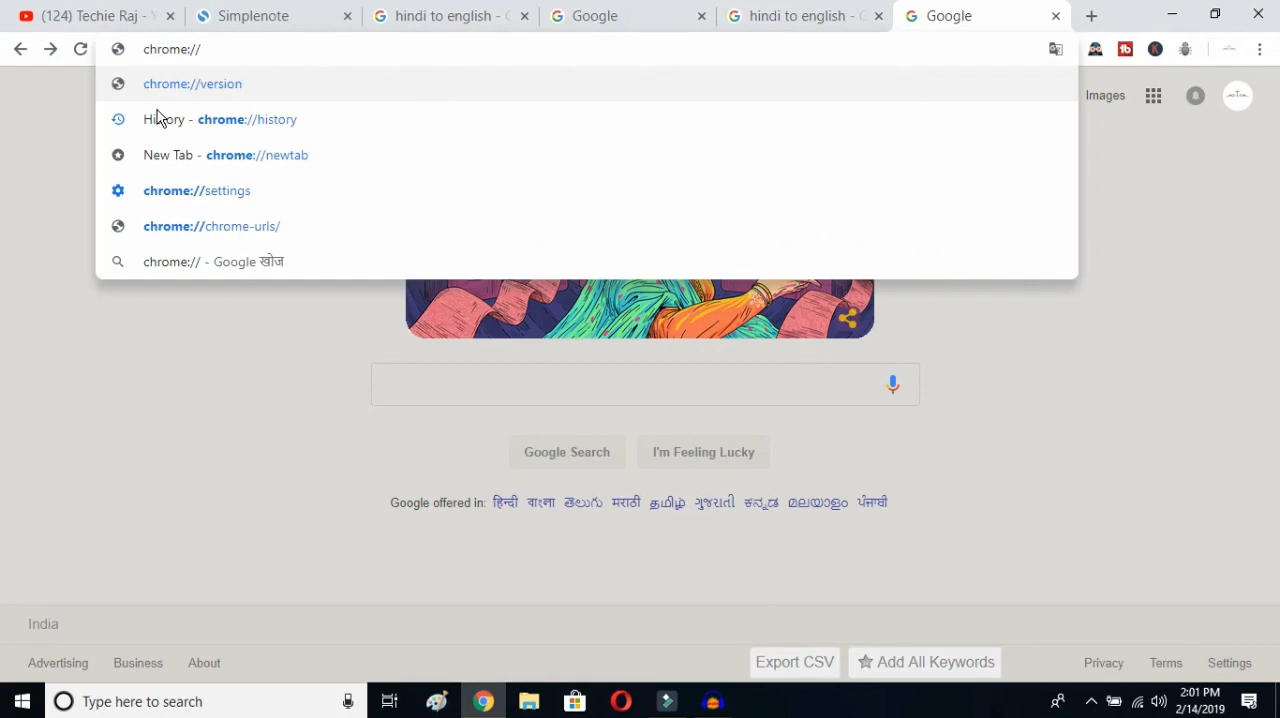 (124) Techie Raj - Y
Simplenote
hindi to english - G
Google
hindi to english - G
Google
chrome://
chrome://version
History - chrome://history
New Tab - chrome://newtab
chrome://settings
chrome://chrome-urls/
chrome:// - Google खोज
Images
Google Search
I'm Feeling Lucky
Google offered in: हिन्दी বাংলা తెలుగు मराठी தமிழ் ગુજરાતી ಕನ್ನಡ മലയാളം ਪੰਜਾਬੀ
India
Advertising Business About
Export CSV
Add All Keywords
Privacy Terms Settings
Type here to search
2:01 PM
2/14/2019